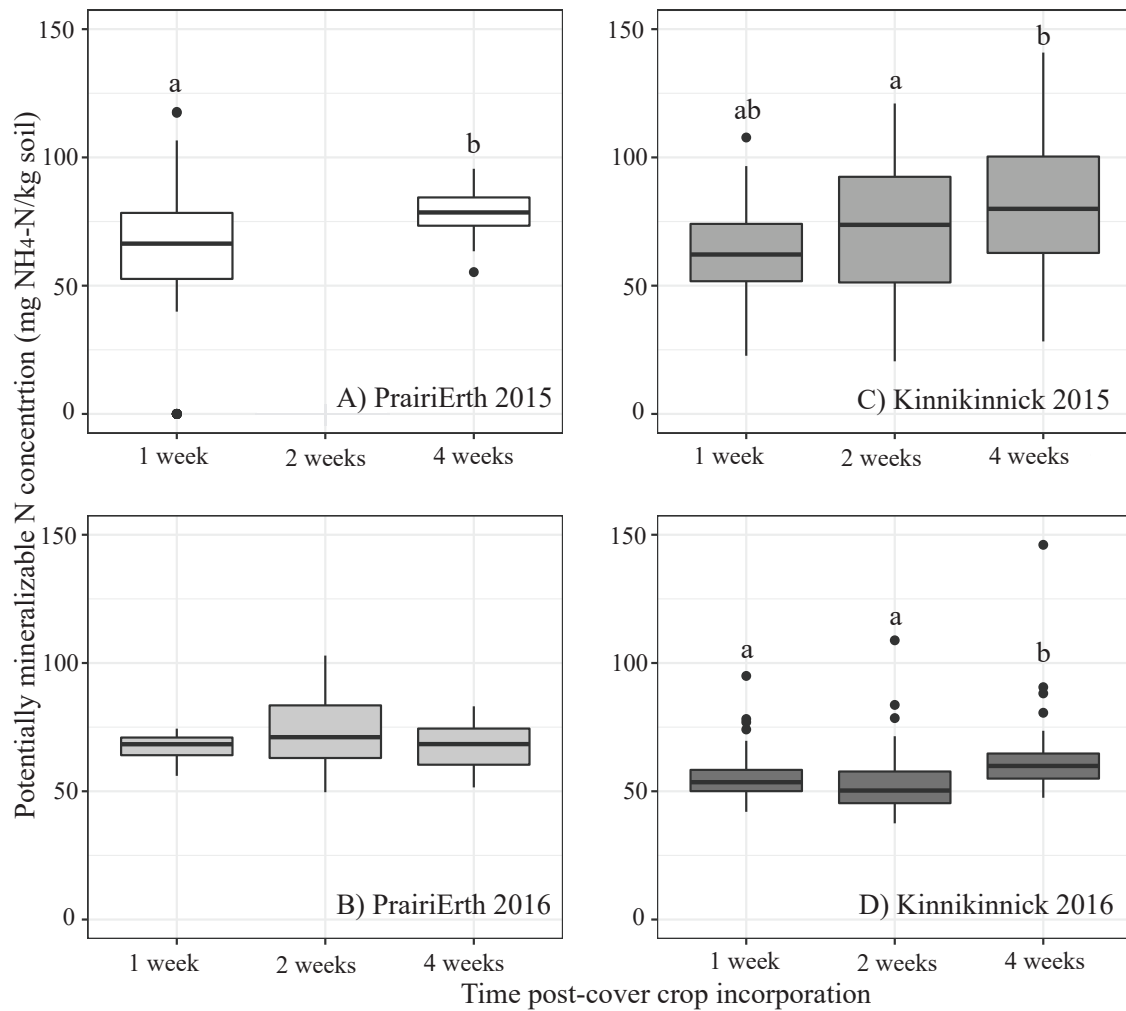 Potentially mineralizable N concentrtion (mg NH4-N/kg soil)
150
100
50
0
a
b
A) PrairiErth 2015
1 week
2 weeks
4 weeks
150
100
50
0
ab
a
b
C) Kinnikinnick 2015
1 week
2 weeks
4 weeks
150
100
50
0
B) PrairiErth 2016
1 week
2 weeks
4 weeks
150
100
50
0
a
a
b
D) Kinnikinnick 2016
1 week
2 weeks
4 weeks
Time post-cover crop incorporation